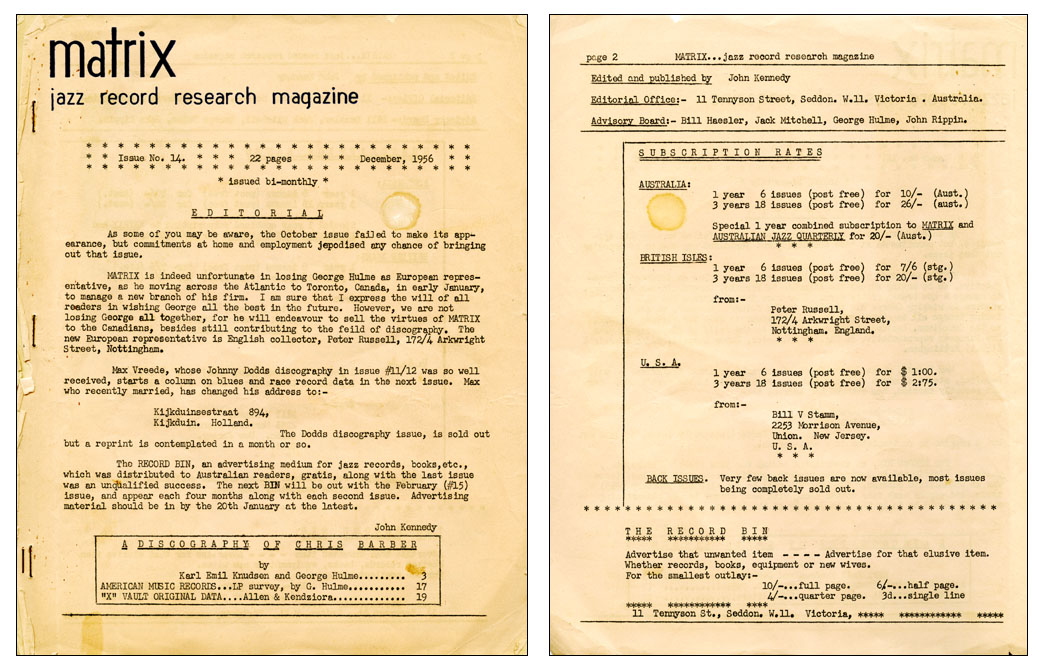 matrix
jazz record research magazine
* * * * * * * * * * * * * * * * * * * * * * * * * * * * *
* * * Issue No. 14. * * * 22 pages * * * * December, 1956 * *
* * * * * * * * * * * * * * * * * * * * * * * * * * * * *
* issued bi-monthly *
E D I T O R I A L
As some of you may be aware, the October issue failed to make its app-
earance, but commitments at home and employment jepodised any chance of bringing
out that issue.
MATRIX is indeed unfortunate in losing George Hulme as European repres-
entative, as he moving across the Atlantic to Toronto, Canada, in early January,
to manage a new branch of his firm. I am sure that I express the will of all
readers in wishing George all the best in the future. However, we are not
losing George all together, for he will endeavour to sell the virtues of MATRIX
to the Canadians, besides still contributing to the feild of discography. The
new European representative is English collector, Peter Russell, 172/4 Arkwright
Street, Nottingham.
Max Vreede, whose Johnny Dodds discography in issue #11/12 was so well
received, starts a column on blues and race record data in the next issue. Max
who recently married, has changed his address to:-
Kijkduinsestraat 894,
Kijkduin. Holland.
The Dodds discography issue, is sold out
but a reprint is contemplated in a month or so.
The RECORD BIN, an advertising medium for jazz records, books,etc.,
which was distributed to Australian readers, gratis, along with the last issue
was an unqualified success. The next BIN will be out with the February (#15)
issue, and appear each four months along with each second issue. Advertising
material should be in by the 20th January at the latest.
John Kennedy
A DISCOGRAPHY OF CHRIS BARBER
by
Karl Emil Knudsen and George Hulme......... 3
AMERICAN MUSIC RECORDS...LP survey, by G. Hulme.......... 17
"X" VAULT ORIGINAL DATA....Allen & Kendziora............. 19
page 2 MATRIX...jazz record research magazine
Edited and published by John Kennedy
Editorial Office:- 11 Tennyson Street, Seddon. W.11. Victoria . Australia.
Advisory Board:- Bill Haesler, Jack Mitchell, George Hulme, John Rippin.
S U B S C R I P T I O N R A T E S
AUSTRALIA:
1 year 6 issues (post free) for 10/- (Aust.)
3 years 18 issues (post free) for 26/- (aust.)
Special 1 year combined subscription to MATRIX and
AUSTRALIAN JAZZ QUARTERLY for 20/- (Aust.)
* * *
BRITISH ISLES:
1 year 6 issues (post free) for 7/6 (stg.)
3 years 18 issues (post free) for 20/- (stg.)
from:-
Peter Russell,
172/4 Arkwright Street,
Nottingham. England.
* * *
U. S. A.
1 year 6 issues (post free) for $ 1:00.
3 years 18 issues (post free) for $ 2:75.
from:-
Bill V Stamm,
2253 Morrison Avenue,
Union. New Jersey.
U. S. A.
* * *
BACK ISSUES. Very few back issues are now available, most issues
being completely sold out.
* * * * * * * * * * * * * * * * * * * * * * * * * * * * * * *
T H E R E C O R D B I N
***** *********** ****
Advertise that unwanted item - - - - Advertise for that elusive item.
Whether records, books, equipment or new wives.
For the smallest outlay:-
10/-...full page. 6/-...half page.
4/-...quarter page. 3d...single line
***** *********** ****
11 Tennyson St., Seddon. W.11. Victoria, ***** ************ *****